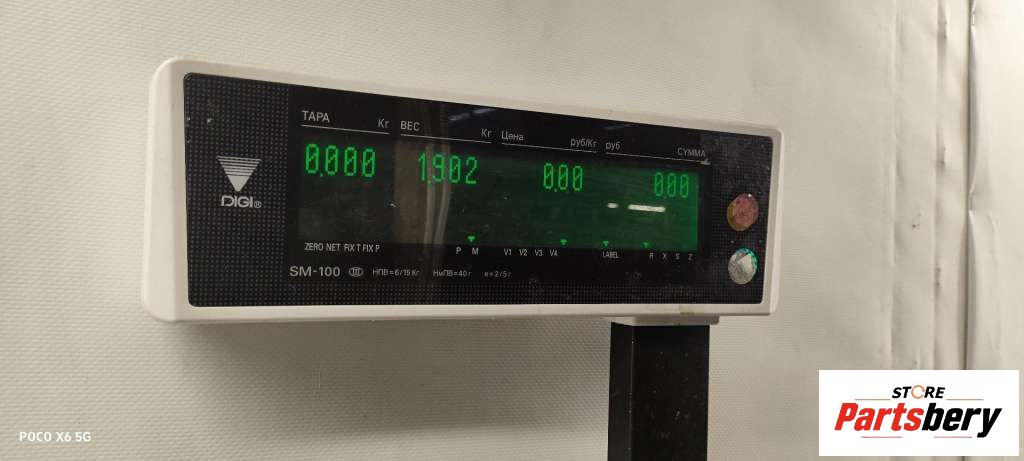 ТАРА Кг ВЕС Кг Цена руб/Кг руб СУММА
0,000 1,902 0,00 0,00
DIGI®
ZERO NET FIX T FIX P P M V1 V2 V3 V4 LABEL R X S Z
SM-100 III НПВ=6/15 Кг НмПВ=40 г e=2/5 г
STORE
Partsbery
POCO X6 5G